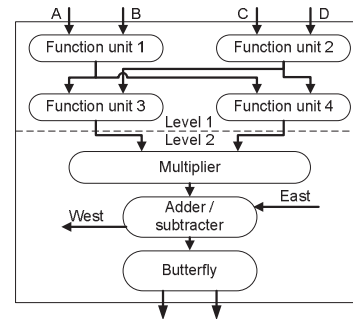 A B C D
Function unit 1 Function unit 2
Function unit 3 Function unit 4
Level 1
Level 2
Multiplier
East
West
Adder /
subtracter
Butterfly